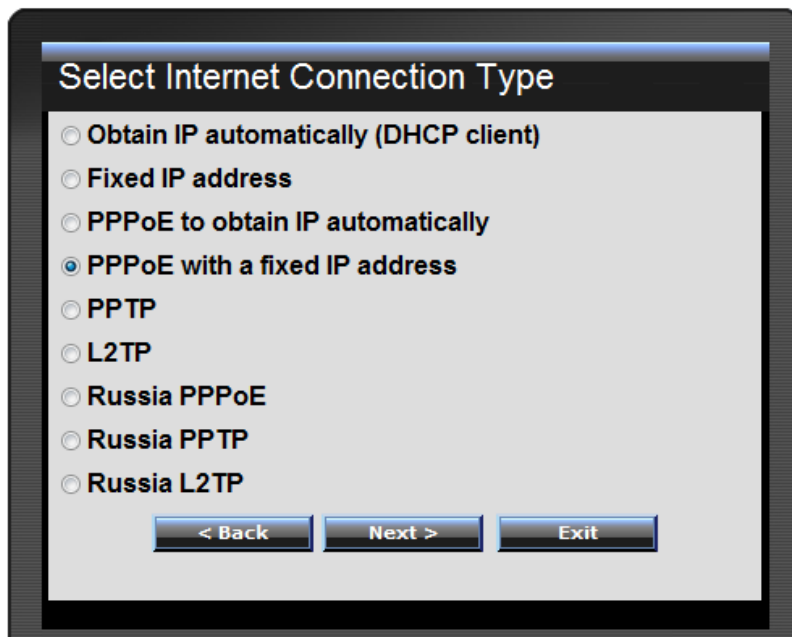 Select Internet Connection Type
Obtain IP automatically (DHCP client)
Fixed IP address
PPPoE to obtain IP automatically
PPPoE with a fixed IP address
PPTP
L2TP
Russia PPPoE
Russia PPTP
Russia L2TP
< Back Next > Exit